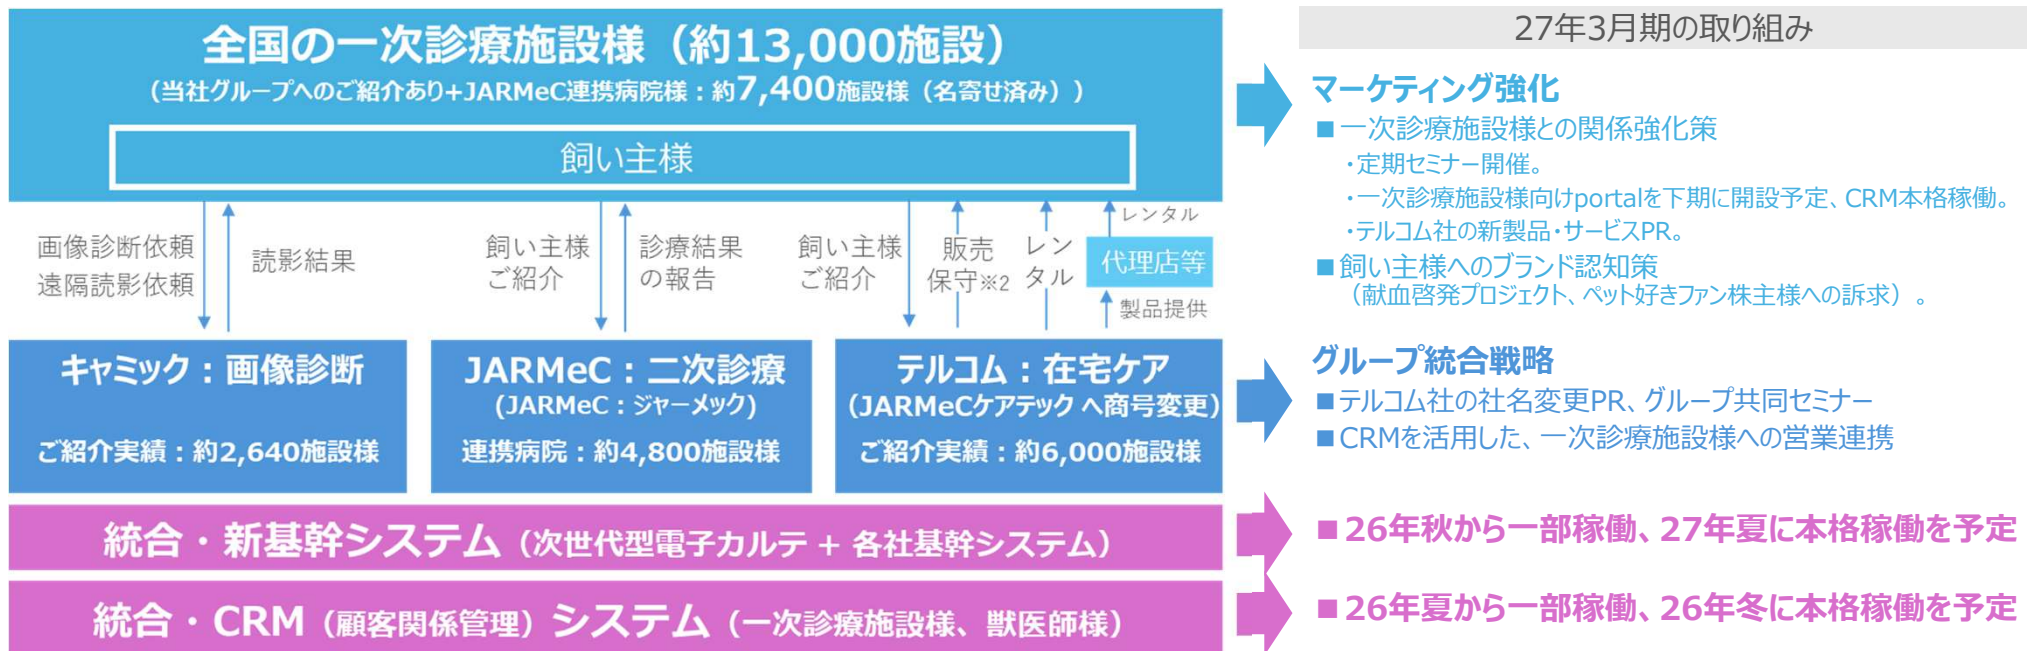 全国の一次診療施設様（約13,000施設）
（当社グループへのご紹介あり+JARMeC連携病院様：約7,400施設様（名寄せ済み））
飼い主様
画像診断依頼
遠隔読影依頼
読影結果
飼い主様
ご紹介
診療結果
の報告
飼い主様
ご紹介
販売
保守※2
レン
タル
レンタル
代理店等
製品提供
キャミック：画像診断
ご紹介実績：約2,640施設様
JARMeC：二次診療
(JARMeC：ジャーメック)
連携病院：約4,800施設様
テルコム：在宅ケア
（JARMeCケアテック へ商号変更）
ご紹介実績：約6,000施設様
統合・新基幹システム（次世代型電子カルテ + 各社基幹システム）
統合・CRM（顧客関係管理）システム（一次診療施設様、獣医師様）
27年3月期の取り組み
マーケティング強化
■一次診療施設様との関係強化策
・定期セミナー開催。
・一次診療施設様向けportalを下期に開設予定、CRM本格稼働。
・テルコム社の新製品・サービスPR。
■飼い主様へのブランド認知策
（献血啓発プロジェクト、ペット好きファン株主様への訴求）。
グループ統合戦略
■テルコム社の社名変更PR、グループ共同セミナー
■CRMを活用した、一次診療施設様への営業連携
■26年秋から一部稼働、27年夏に本格稼働を予定
■26年夏から一部稼働、26年冬に本格稼働を予定